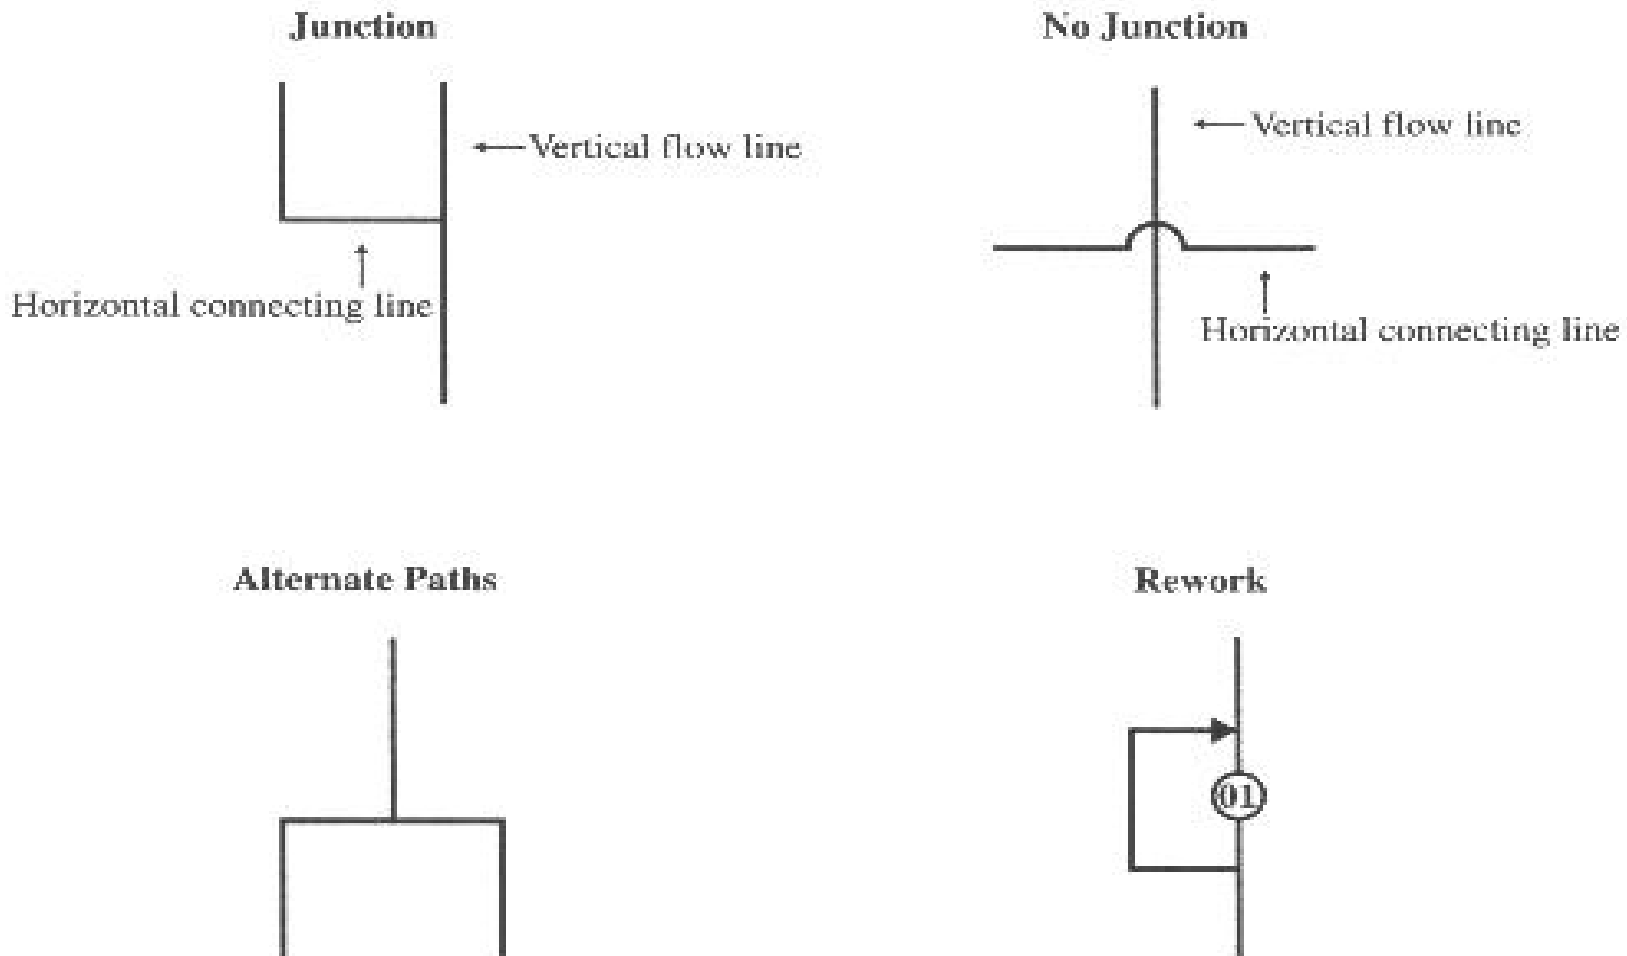 Junction
No Junction
Vertical flow line
Vertical flow line
Horizontal connecting line
Horizontal connecting line
Alternate Paths
Rework
01